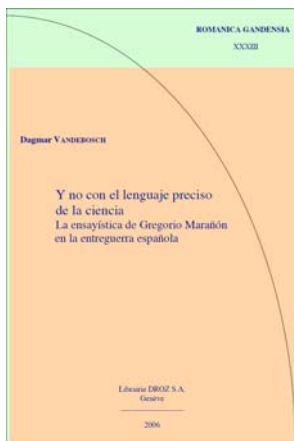 ROMANICA GANDENSIA
XXXIII
Dagmar VANDEBOSCH
Y no con el lenguaje preciso
de la ciencia
La ensayística de Gregorio Marañón
en la entreguerra española
Librairie DROZ S.A.
Genève
2006